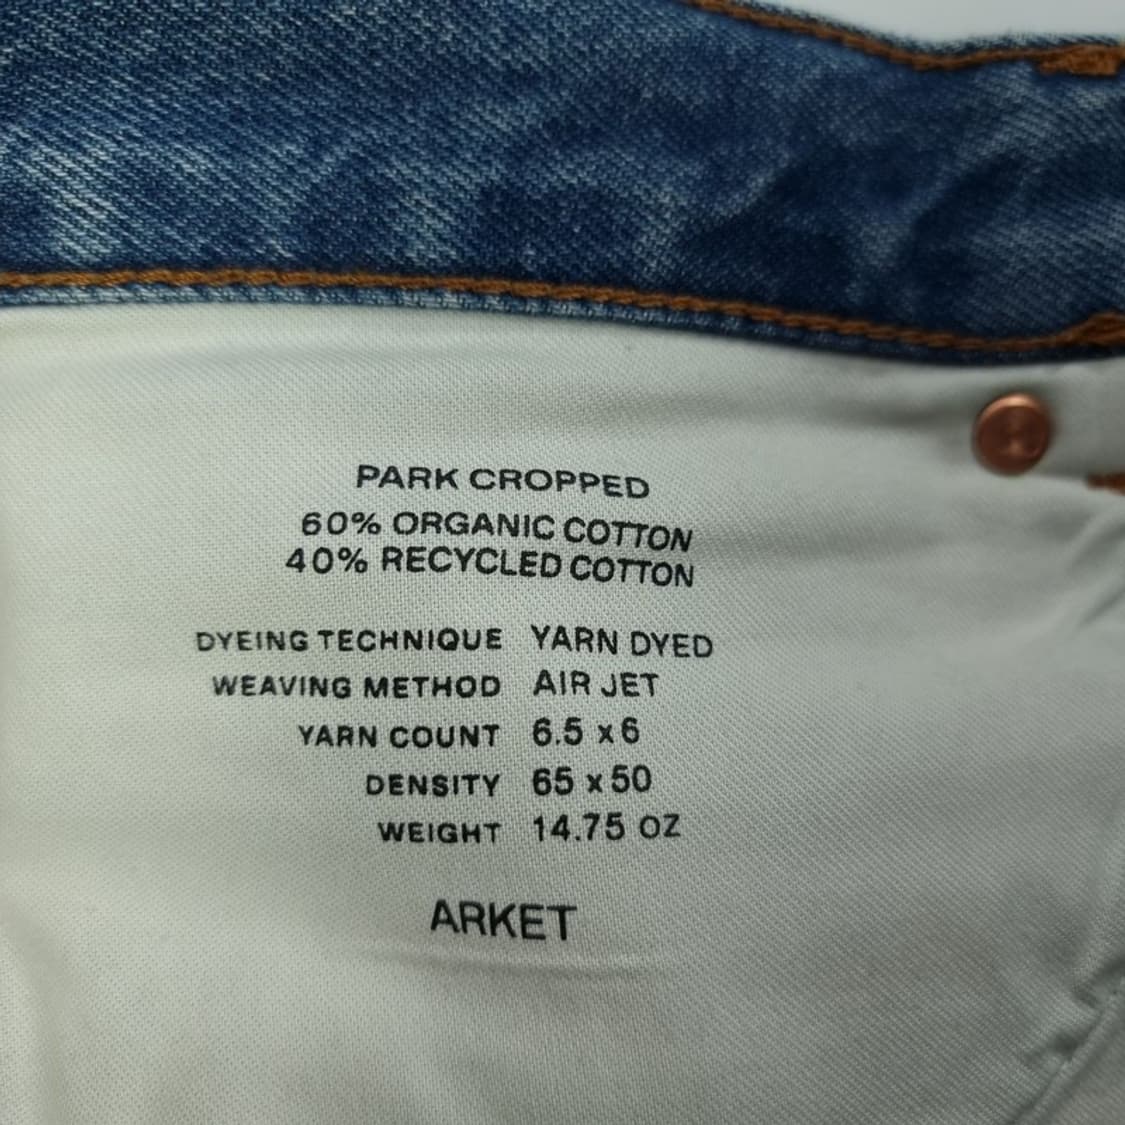 PARK CROPPED
60% ORGANIC COTTON
40% RECYCLED COTTON
DYEING TECHNIQUE YARN DYED
WEAVING METHOD AIR JET
YARN COUNT 6.5 x 6
DENSITY 65 x 50
WEIGHT 14.75 OZ
ARKET